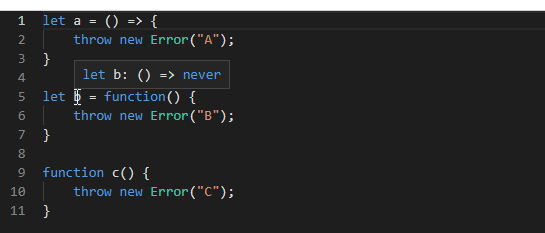 1 let a = () => {
2     throw new Error("A");
3 }
4 let b: () => never
5 let b = function() {
6     throw new Error("B");
7 }
8
9 function c() {
10     throw new Error("C");
11 }